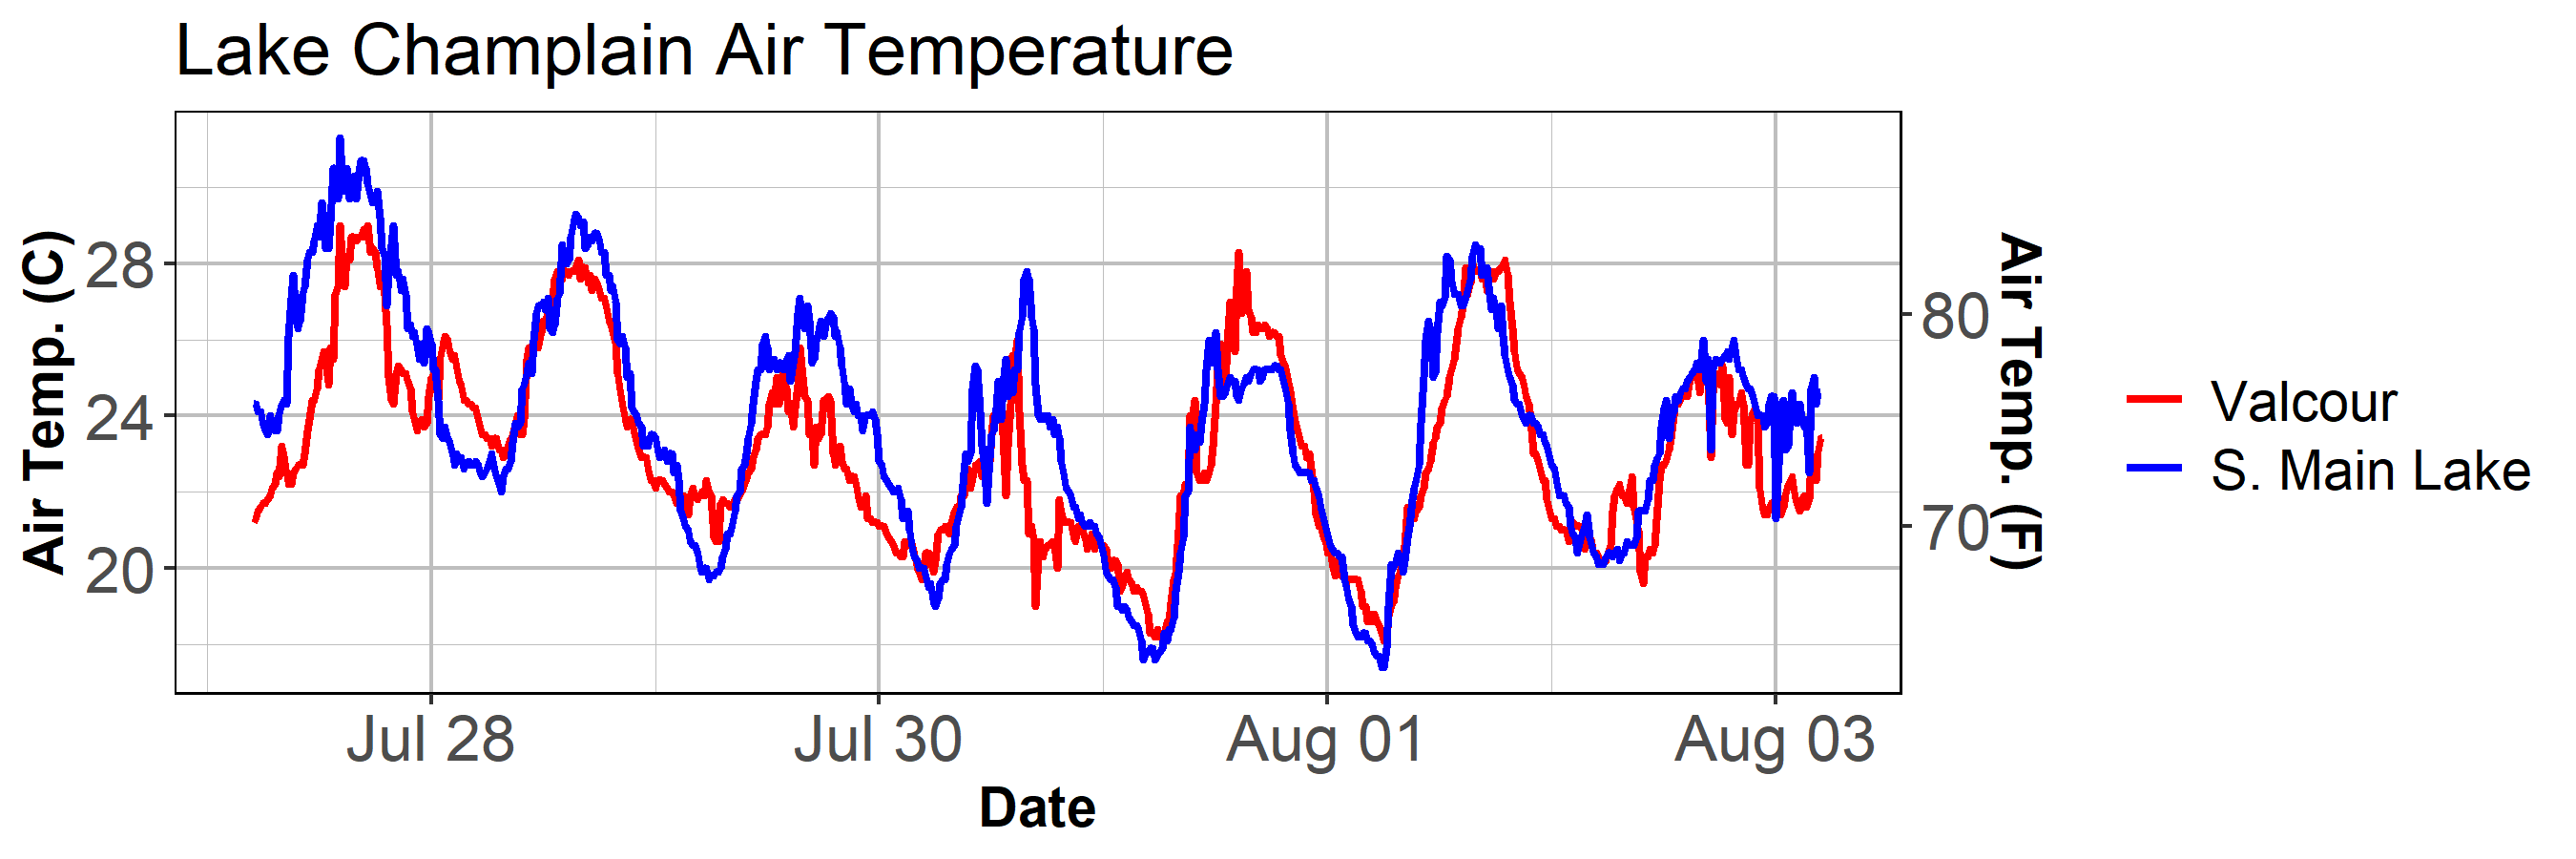 Lake Champlain Air Temperature
Air Temp. (C)
28
24
20
80
70
Air Temp. (F)
Jul 28
Jul 30
Aug 01
Aug 03
Date
Valcour
S. Main Lake